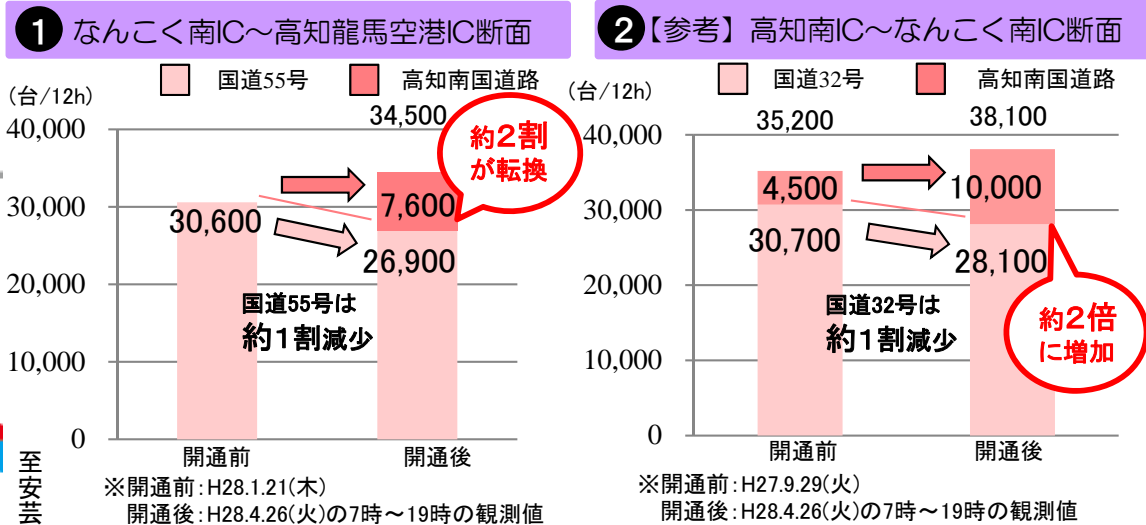 1 なんこく南IC～高知龍馬空港IC断面
国道55号 高知南国道路
(台/12h)
34,500
40,000
30,000
20,000
10,000
0
約2割
が転換
30,600
7,600
26,900
国道55号は
約1割減少
開通前 開通後
※開通前：H28.1.21(木)
開通後：H28.4.26(火)の7時～19時の観測値
至安芸
2 【参考】高知南IC～なんこく南IC断面
国道32号 高知南国道路
(台/12h)
35,200 38,100
40,000
30,000
20,000
10,000
0
4,500
10,000
30,700
28,100
国道32号は
約1割減少
約2倍
に増加
開通前 開通後
※開通前：H27.9.29(火)
開通後：H28.4.26(火)の7時～19時の観測値